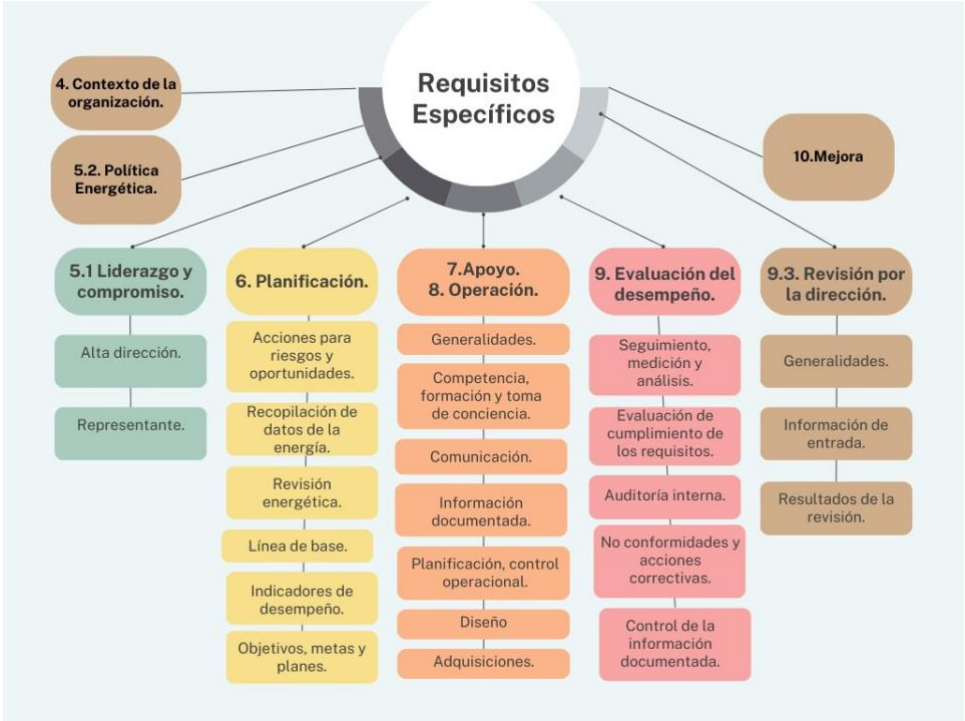 Requisitos
Específicos
4. Contexto de la
organización.
5.2. Política
Energética.
10.Mejora
5.1 Liderazgo y
compromiso.
Alta dirección.
Representante.
6. Planificación.
Acciones para
riesgos y
oportunidades.
Recopilación de
datos de la
energía.
Revisión
energética.
Línea de base.
Indicadores de
desempeño.
Objetivos, metas y
planes.
7.Apoyo.
8. Operación.
Generalidades.
Competencia,
formación y toma
de conciencia.
Comunicación.
Información
documentada.
Planificación, control
operacional.
Diseño
Adquisiciones.
9. Evaluación del
desempeño.
Seguimiento,
medición y
análisis.
Evaluación de
cumplimiento de
los requisitos.
Auditoría interna.
No conformidades y
acciones
correctivas.
Control de la
información
documentada.
9.3. Revisión por
la dirección.
Generalidades.
Información de
entrada.
Resultados de la
revisión.